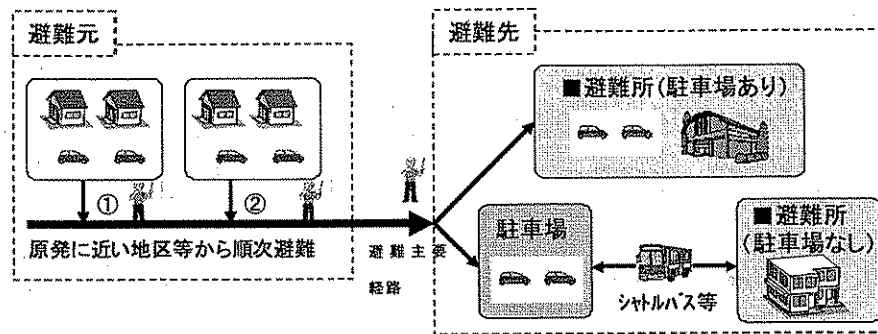 避難元
避難先
■避難所(駐車場あり)
①
②
原発に近い地区等から順次避難
避難主要
経路
駐車場
シャトルバス等
■避難所
(駐車場なし)